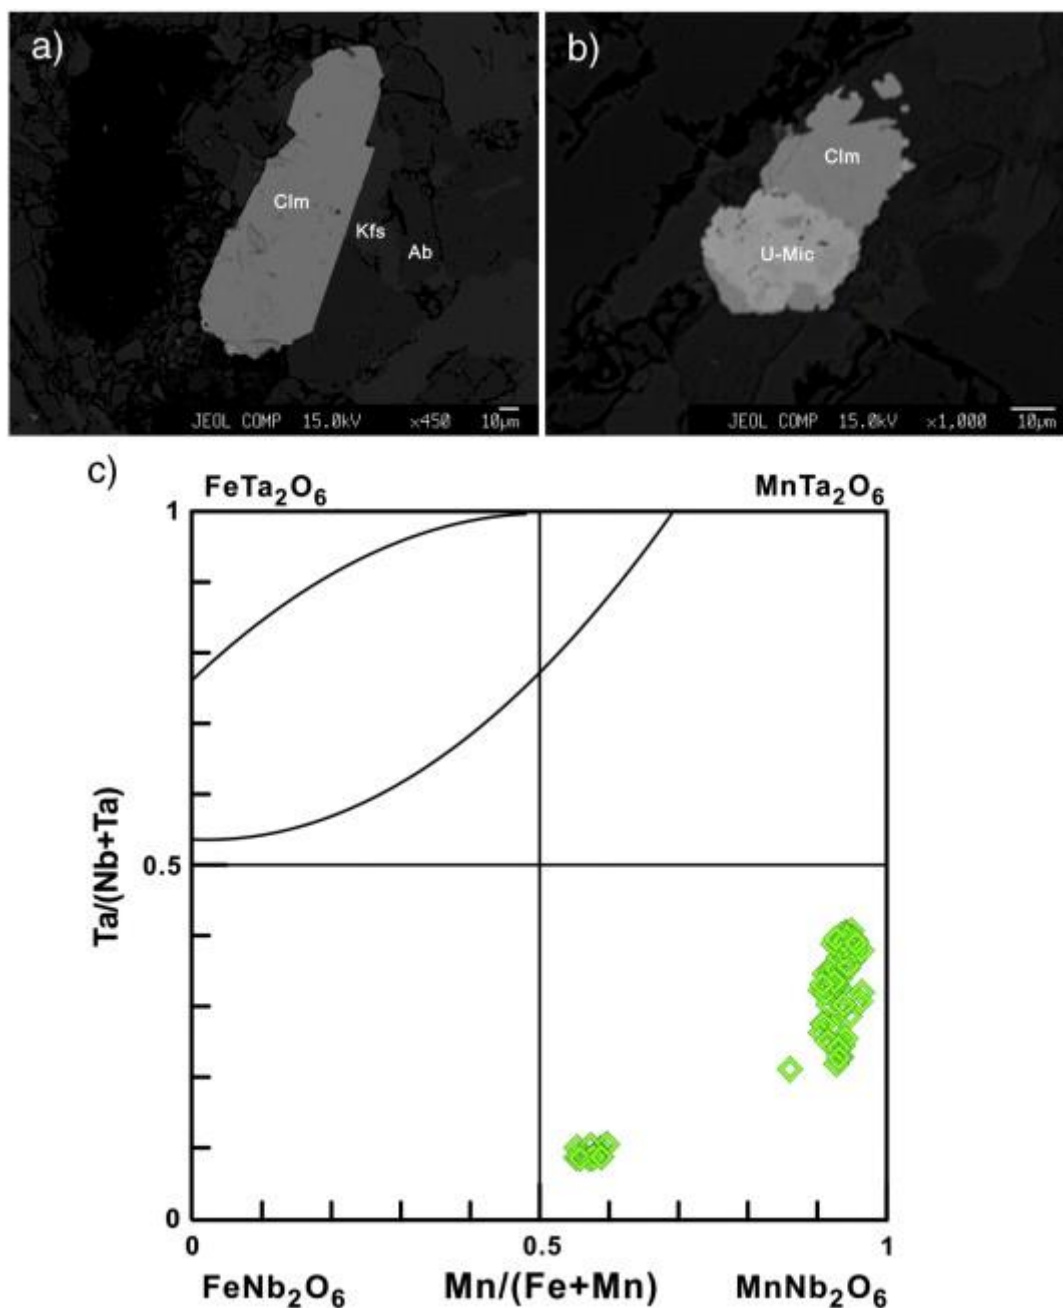 a)
Clm
Kfs
Ab
JEOL COMP 15.0kV ×450 10μm
b)
Clm
U-Mic
JEOL COMP 15.0kV ×1,000 10μm
c)
FeTa₂O₆ MnTa₂O₆
1
Ta/(Nb+Ta)
0.5
0
0 0.5 1
FeNb₂O₆ Mn/(Fe+Mn) MnNb₂O₆